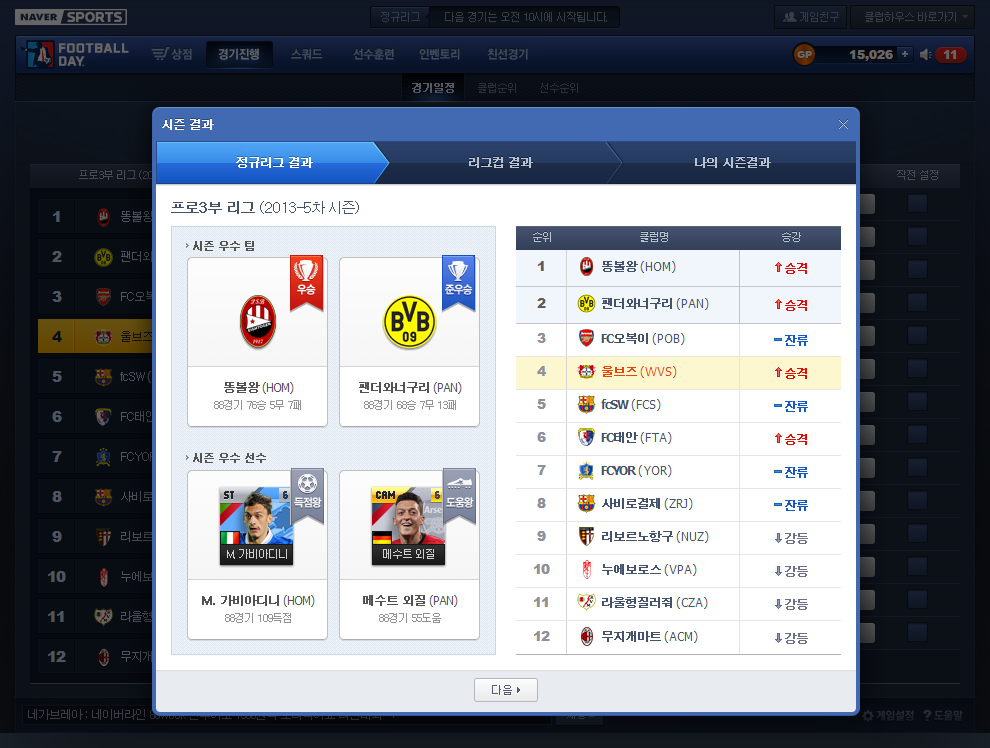 NAVER SPORTS
정규리그 다음 경기는 오전 10시에 시작됩니다.
게임친구 클럽하우스 바로가기
FOOTBALL DAY
상점 경기진행 스쿼드 선수훈련 인벤토리 친선경기
GP 15,026 + 11
경기일정 클럽순위 선수순위
시즌 결과
정규리그 결과 리그컵 결과 나의 시즌결과
프로3부 리그 (20
작전 설정
프로3부 리그 (2013-5차 시즌)
시즌 우수 팀
우승
준우승
똥볼왕 (HOM)
88경기 76승 5무 7패
팬더와너구리 (PAN)
88경기 68승 7무 13패
시즌 우수 선수
ST 6 득점왕
M. 가비아디니
M. 가비아디니 (HOM)
88경기 109득점
CAM 6 도움왕
메수트 외질
메수트 외질 (PAN)
88경기 55도움
순위 클럽명 승강
1 똥볼왕 (HOM) 승격
2 팬더와너구리 (PAN) 승격
3 FC오복이 (POB) 잔류
4 울브즈 (WVS) 승격
5 fcSW (FCS) 잔류
6 FC태안 (FTA) 승격
7 FCYOR (YOR) 잔류
8 사비로결제 (ZRJ) 잔류
9 리보르노항구 (NUZ) 강등
10 누에보로스 (VPA) 강등
11 라울형질러줘 (CZA) 강등
12 무지개마트 (ACM) 강등
1 똥볼왕
2 팬더와
3 FC오복
4 울브즈
5 fcSW (
6 FC태안
7 FCYOR
8 사비로
9 리보르
10 누에보
11 라울형
12 무지개
다음
네가브레아 : 네이버라인
게임설정 ? 도움말